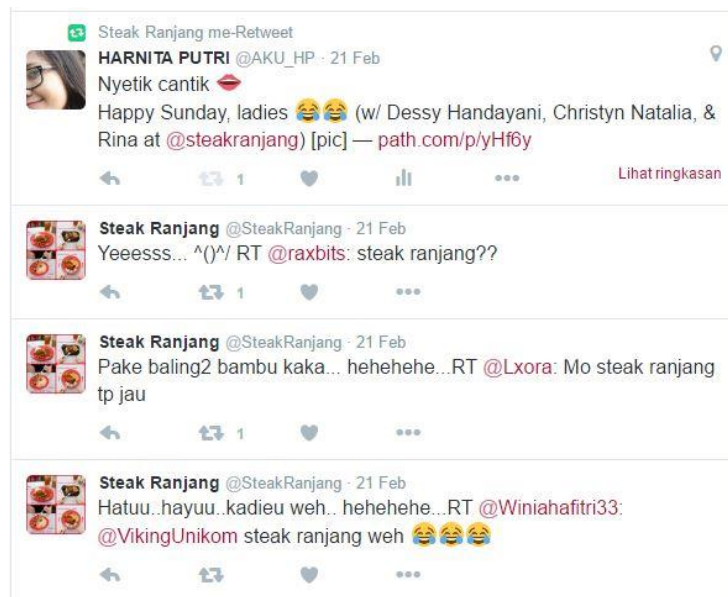 Steak Ranjang me-Retweet
HARNITA PUTRI @AKU_HP · 21 Feb
Nyetik cantik 👄
Happy Sunday, ladies 😂😂 (w/ Dessy Handayani, Christyn Natalia, &
Rina at @steakranjang) [pic] — path.com/p/yHf6y
1
Lihat ringkasan
Steak Ranjang @SteakRanjang · 21 Feb
Yeeesss... ^()^/ RT @raxbits: steak ranjang??
1
Steak Ranjang @SteakRanjang · 21 Feb
Pake baling2 bambu kaka... hehehehe...RT @Lxora: Mo steak ranjang
tp jau
1
Steak Ranjang @SteakRanjang · 21 Feb
Hatuu..hayuu..kadieu weh.. hehehehe...RT @Winiahafitri33:
@VikingUnikom steak ranjang weh 😂😂😂